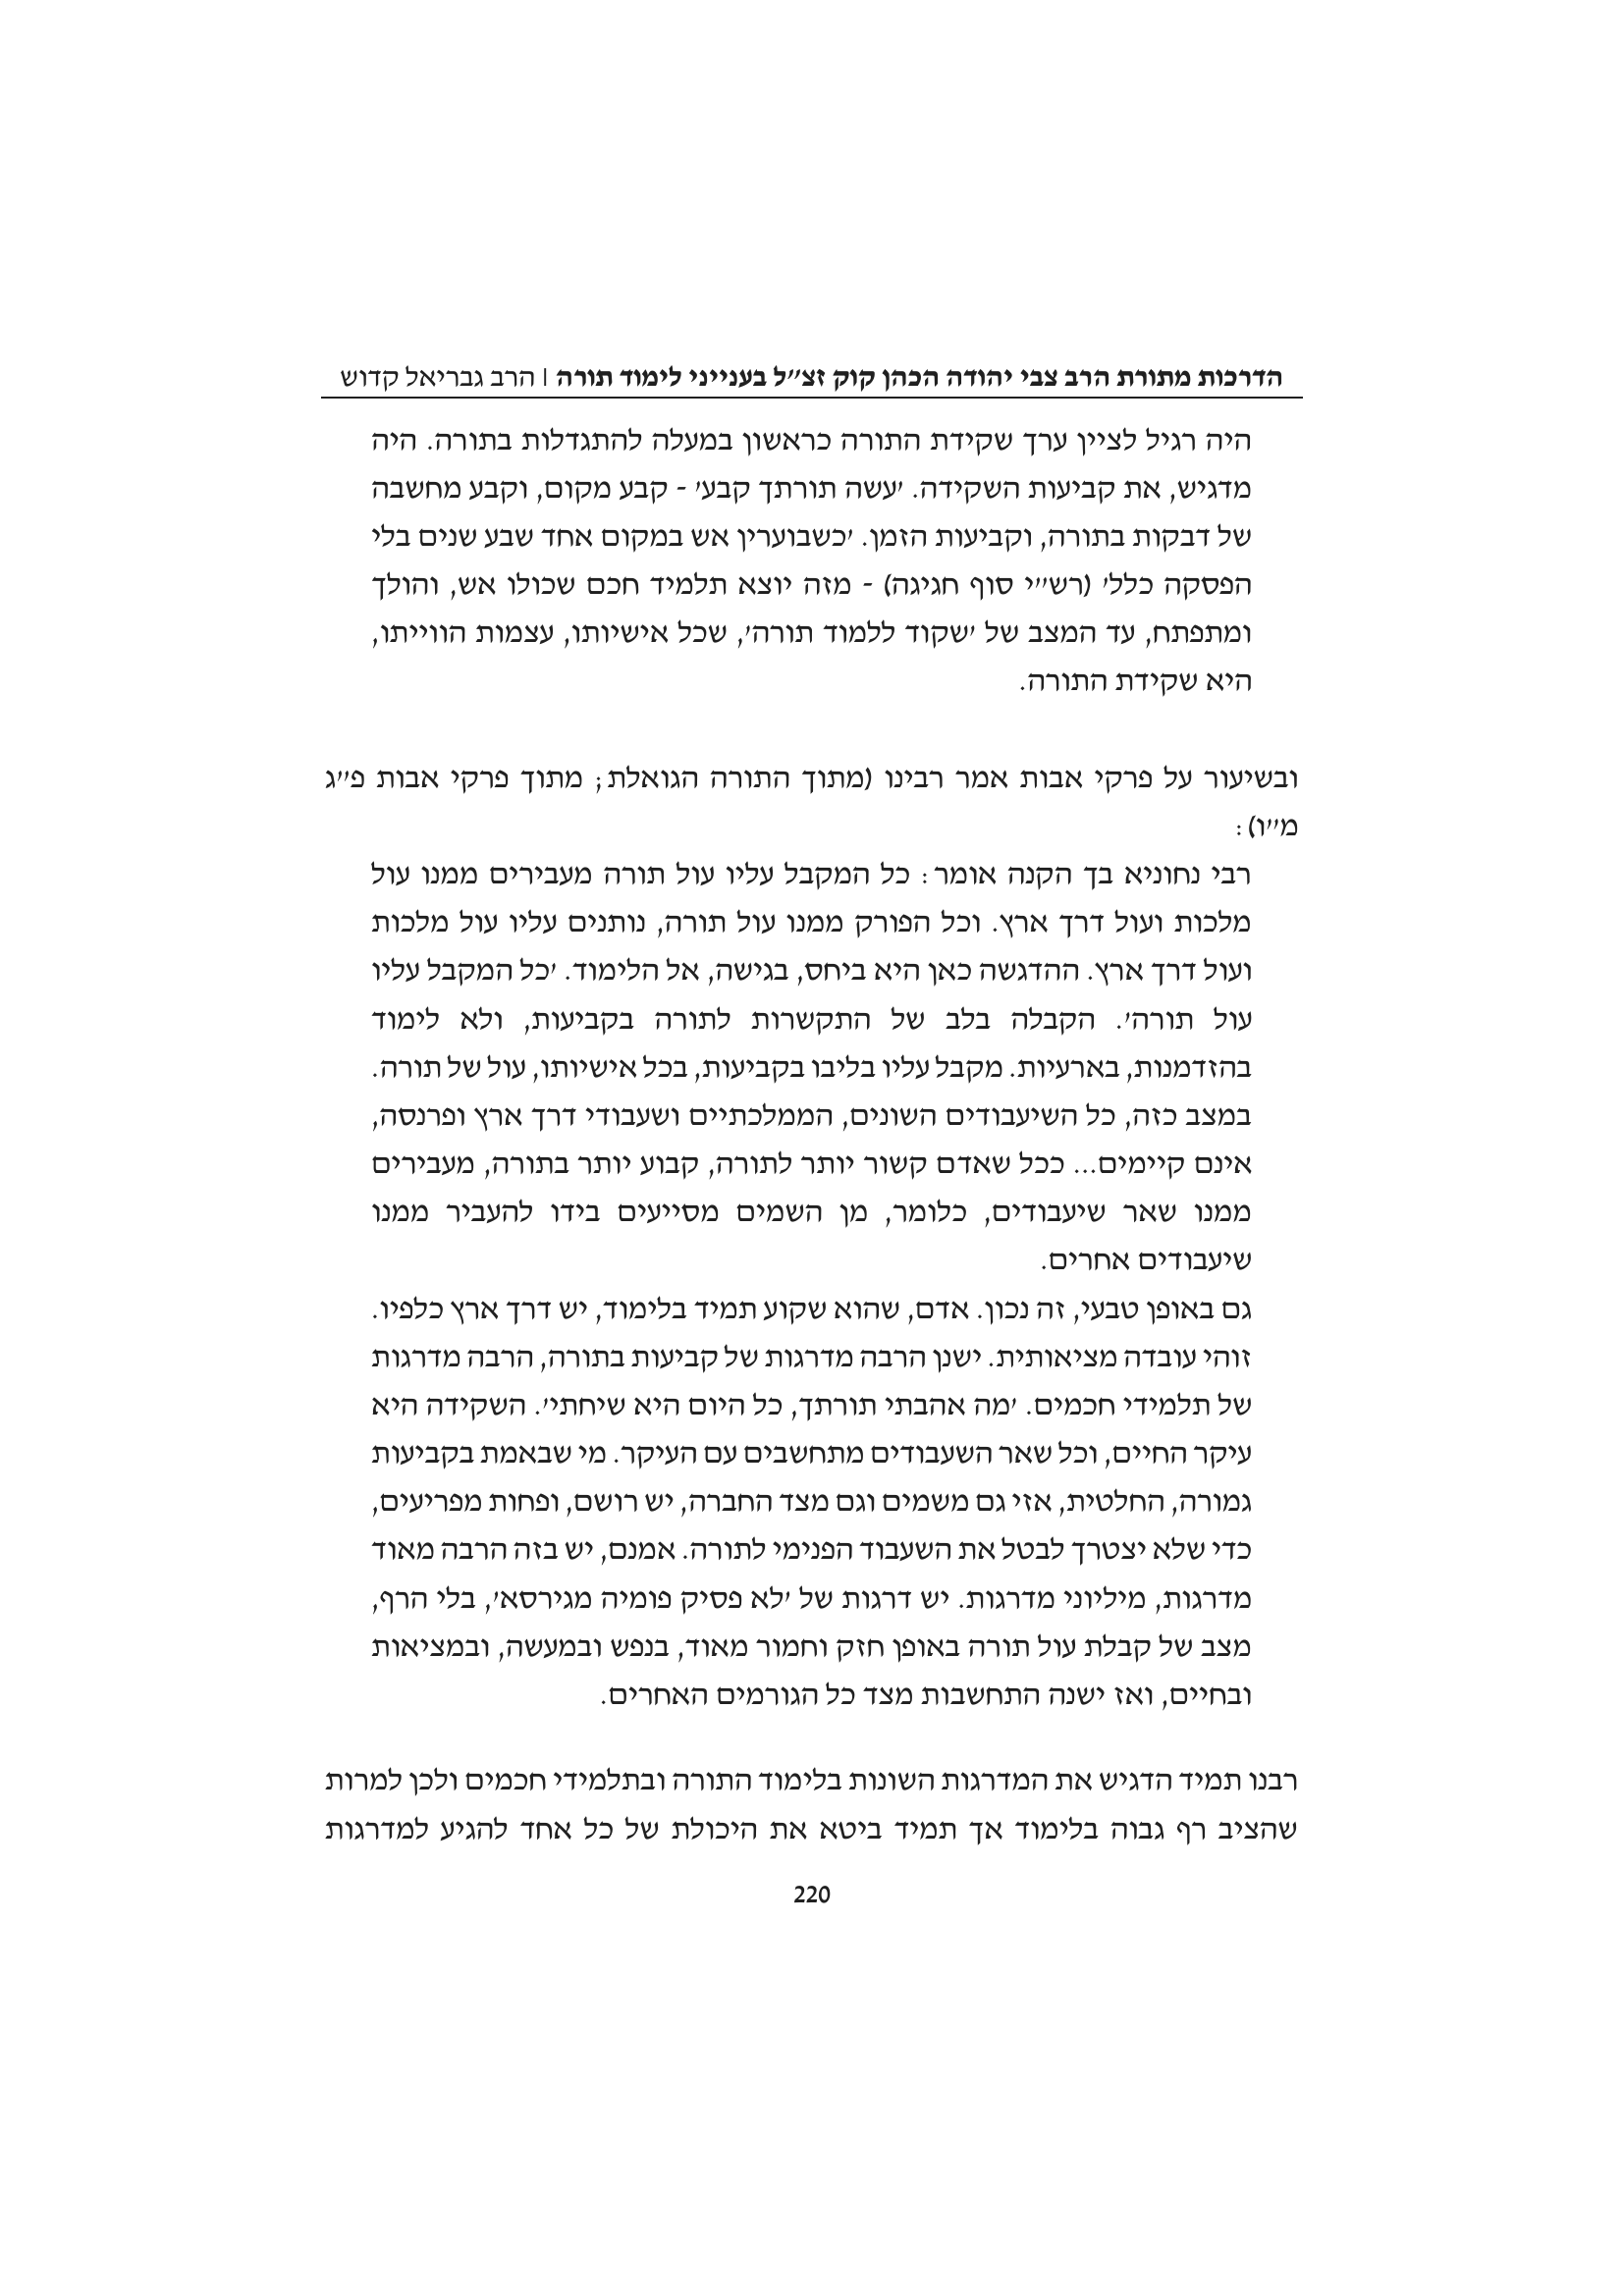 הדרכות מתורת הרב צבי יהודה הכהן קוק זצ״ל בענייני לימוד תורה | הרב גבריאל קדוש
היה רגיל לציין ערך שקידת התורה כראשון במעלה להתגדלות בתורה. היה
מדגיש, את קביעות השקידה. ׳עשה תורתך קבע׳ - קבע מקום, וקבע מחשבה
של דבקות בתורה, וקביעות הזמן. ׳כשבוערין אש במקום אחד שבע שנים בלי
הפסקה כלל׳ (רש״י סוף חגיגה) - מזה יוצא תלמיד חכם שכולו אש, והולך
ומתפתח, עד המצב של ׳שקוד ללמוד תורה׳, שכל אישיותו, עצמות הווייתו,
היא שקידת התורה.
ובשיעור על פרקי אבות אמר רבינו (מתוך התורה הגואלת; מתוך פרקי אבות פ״ג
מ״ו):
רבי נחוניא בך הקנה אומר: כל המקבל עליו עול תורה מעבירים ממנו עול
מלכות ועול דרך ארץ. וכל הפורק ממנו עול תורה, נותנים עליו עול מלכות
ועול דרך ארץ. ההדגשה כאן היא ביחס, בגישה, אל הלימוד. ׳כל המקבל עליו
עול תורה׳. הקבלה בלב של התקשרות לתורה בקביעות, ולא לימוד
בהזדמנות, בארעיות. מקבל עליו בליבו בקביעות, בכל אישיותו, עול של תורה.
במצב כזה, כל השיעבודים השונים, הממלכתיים ושעבודי דרך ארץ ופרנסה,
אינם קיימים... ככל שאדם קשור יותר לתורה, קבוע יותר בתורה, מעבירים
ממנו שאר שיעבודים, כלומר, מן השמים מסייעים בידו להעביר ממנו
שיעבודים אחרים.
גם באופן טבעי, זה נכון. אדם, שהוא שקוע תמיד בלימוד, יש דרך ארץ כלפיו.
זוהי עובדה מציאותית. ישנן הרבה מדרגות של קביעות בתורה, הרבה מדרגות
של תלמידי חכמים. ׳מה אהבתי תורתך, כל היום היא שיחתי׳. השקידה היא
עיקר החיים, וכל שאר השעבודים מתחשבים עם העיקר. מי שבאמת בקביעות
גמורה, החלטית, אזי גם משמים וגם מצד החברה, יש רושם, ופחות מפריעים,
כדי שלא יצטרך לבטל את השעבוד הפנימי לתורה. אמנם, יש בזה הרבה מאוד
מדרגות, מיליוני מדרגות. יש דרגות של ׳לא פסיק פומיה מגירסא׳, בלי הרף,
מצב של קבלת עול תורה באופן חזק וחמור מאוד, בנפש ובמעשה, ובמציאות
ובחיים, ואז ישנה התחשבות מצד כל הגורמים האחרים.
רבנו תמיד הדגיש את המדרגות השונות בלימוד התורה ובתלמידי חכמים ולכן למרות
שהציב רף גבוה בלימוד אך תמיד ביטא את היכולת של כל אחד להגיע למדרגות
220